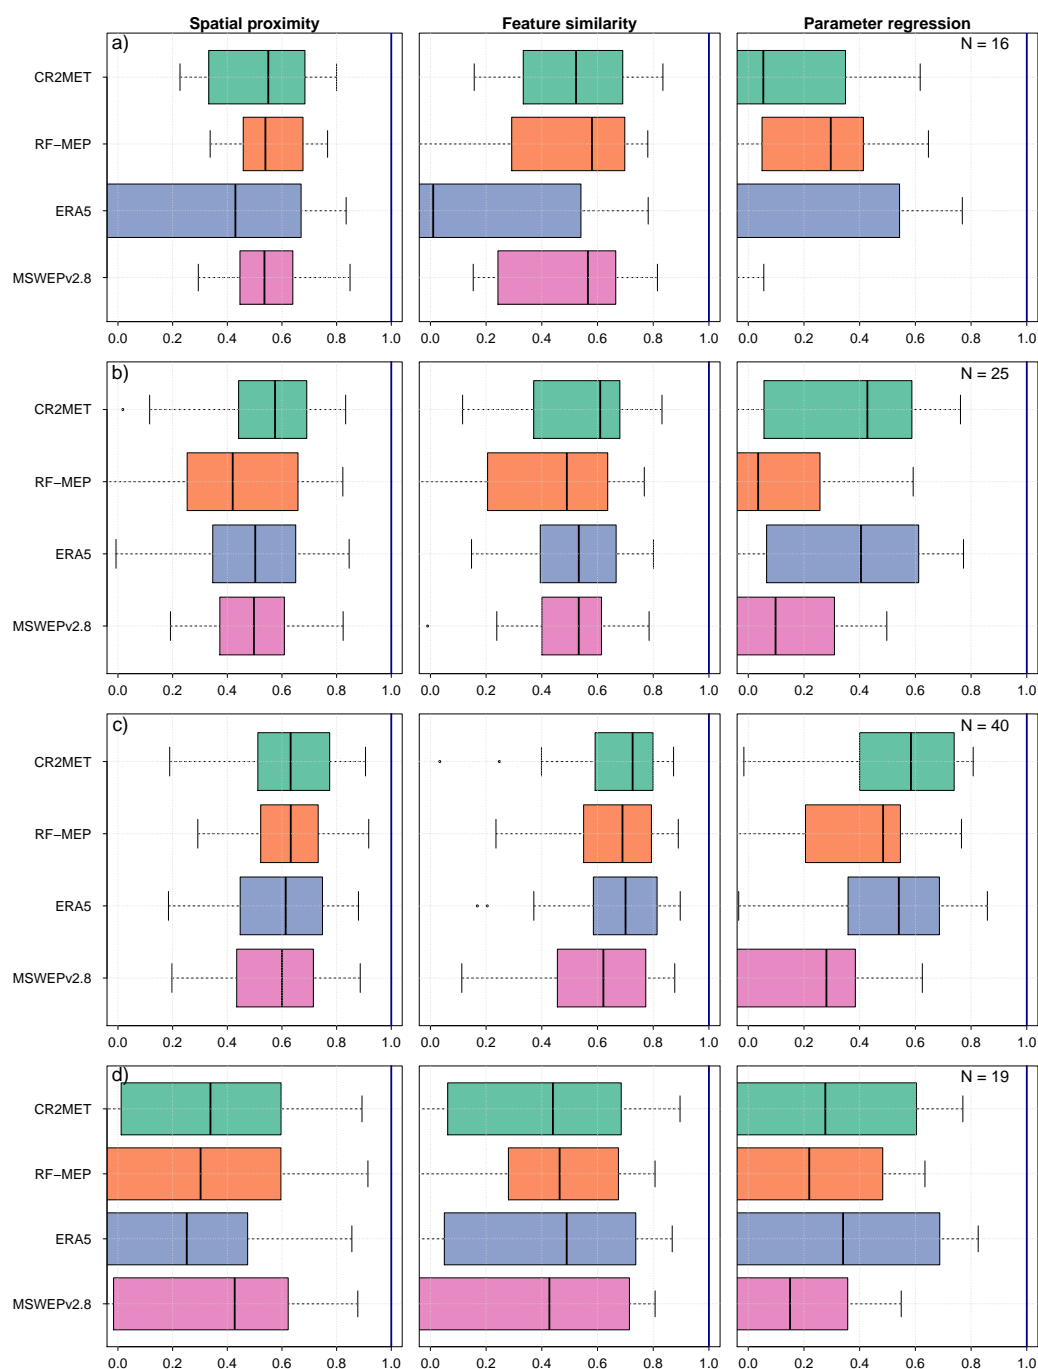 Spatial proximity Feature similarity Parameter regression
a) N = 16
CR2MET
RF−MEP
ERA5
MSWEPv2.8
0.0 0.2 0.4 0.6 0.8 1.0 0.0 0.2 0.4 0.6 0.8 1.0 0.0 0.2 0.4 0.6 0.8 1.0
b) N = 25
CR2MET
RF−MEP
ERA5
MSWEPv2.8
0.0 0.2 0.4 0.6 0.8 1.0 0.0 0.2 0.4 0.6 0.8 1.0 0.0 0.2 0.4 0.6 0.8 1.0
c) N = 40
CR2MET
RF−MEP
ERA5
MSWEPv2.8
0.0 0.2 0.4 0.6 0.8 1.0 0.0 0.2 0.4 0.6 0.8 1.0 0.0 0.2 0.4 0.6 0.8 1.0
d) N = 19
CR2MET
RF−MEP
ERA5
MSWEPv2.8
0.0 0.2 0.4 0.6 0.8 1.0 0.0 0.2 0.4 0.6 0.8 1.0 0.0 0.2 0.4 0.6 0.8 1.0